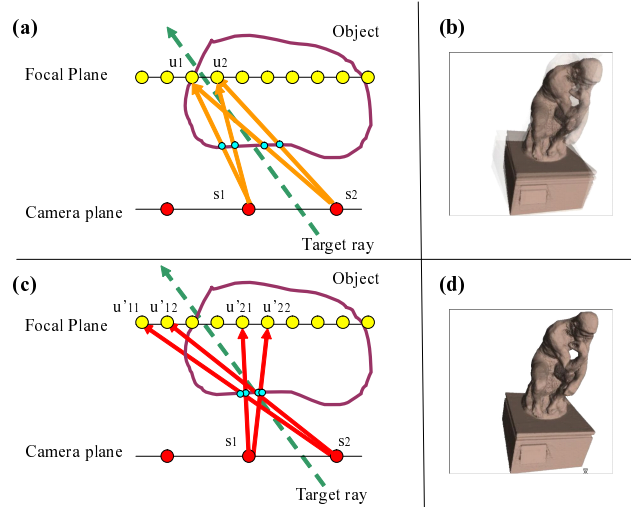 (a)
Object
(b)
u1
u2
Focal Plane
s1
s2
Camera plane
Target ray
(c)
Object
(d)
u'11
u'12
u'21
u'22
Focal Plane
s1
s2
Camera plane
Target ray